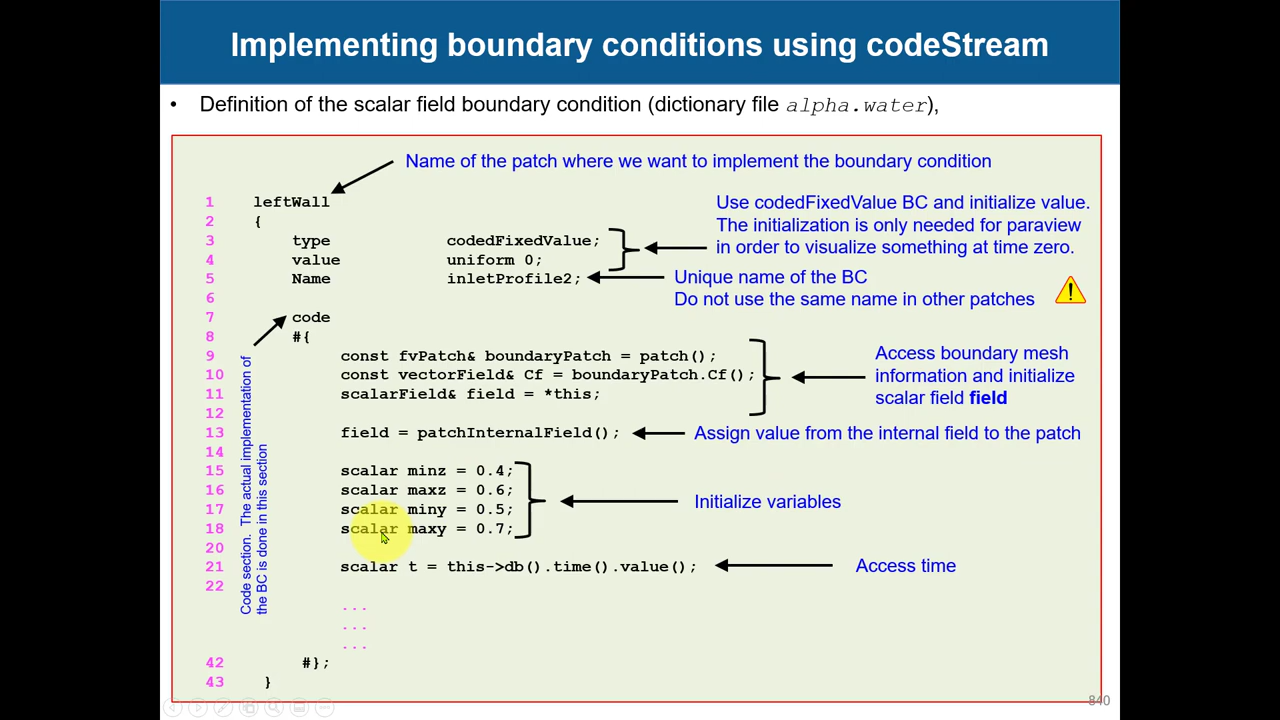 Implementing boundary conditions using codeStream
• Definition of the scalar field boundary condition (dictionary file alpha.water),
Name of the patch where we want to implement the boundary condition
1 leftWall
2 {
3 type codedFixedValue;
4 value uniform 0;
5 Name inletProfile2;
6
7 code
8 #{
9 const fvPatch& boundaryPatch = patch();
10 const vectorField& Cf = boundaryPatch.Cf();
11 scalarField& field = *this;
12
13 field = patchInternalField();
14
15 scalar minz = 0.4;
16 scalar maxz = 0.6;
17 scalar miny = 0.5;
18 scalar maxy = 0.7;
20
21 scalar t = this->db().time().value();
22
...
...
...
42 #};
43 }
Use codedFixedValue BC and initialize value.
The initialization is only needed for paraview
in order to visualize something at time zero.
Unique name of the BC
Do not use the same name in other patches
!
Access boundary mesh
information and initialize
scalar field field
Assign value from the internal field to the patch
Initialize variables
Access time
Code section. The actual implementation of
the BC is done in this section
840